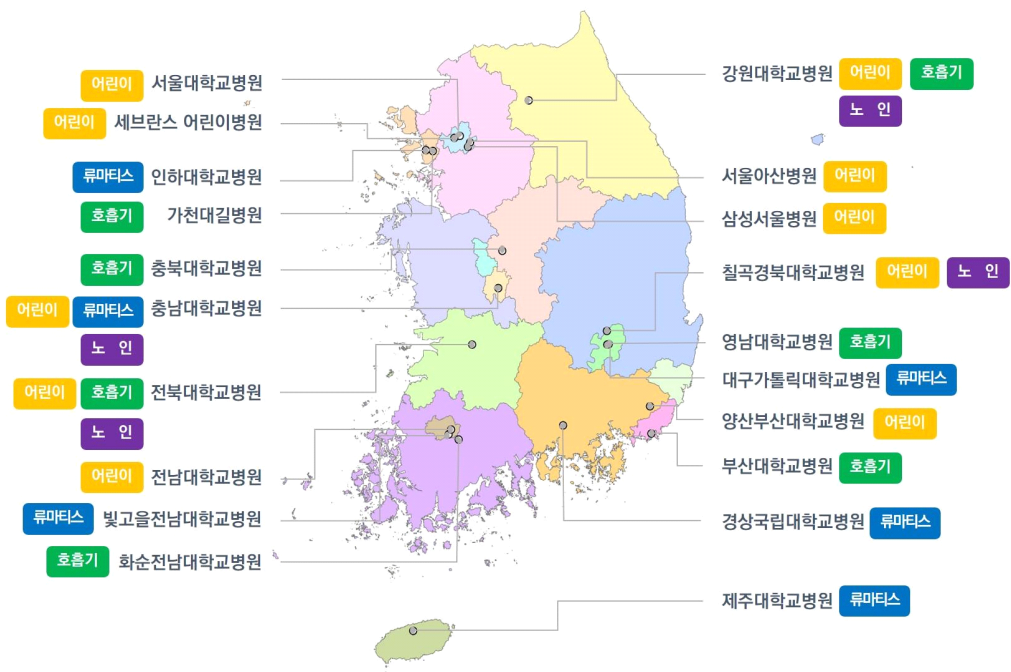 어린이 서울대학교병원
어린이 세브란스 어린이병원
류마티스 인하대학교병원
호흡기 가천대길병원
호흡기 충북대학교병원
어린이 류마티스 충남대학교병원
노 인
어린이 호흡기 전북대학교병원
노 인
어린이 전남대학교병원
류마티스 빛고을전남대학교병원
호흡기 화순전남대학교병원
강원대학교병원 어린이 호흡기
노 인
서울아산병원 어린이
삼성서울병원 어린이
칠곡경북대학교병원 어린이 노 인
영남대학교병원 호흡기
대구가톨릭대학교병원 류마티스
양산부산대학교병원 어린이
부산대학교병원 호흡기
경상국립대학교병원 류마티스
제주대학교병원 류마티스